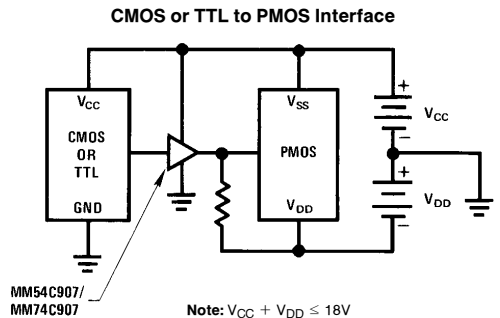 CMOS or TTL to PMOS Interface
VCC
CMOS
OR
TTL
GND
VSS
PMOS
VDD
+
VCC
−
+
VDD
−
MM54C907/
MM74C907
Note: VCC + VDD ≤ 18V